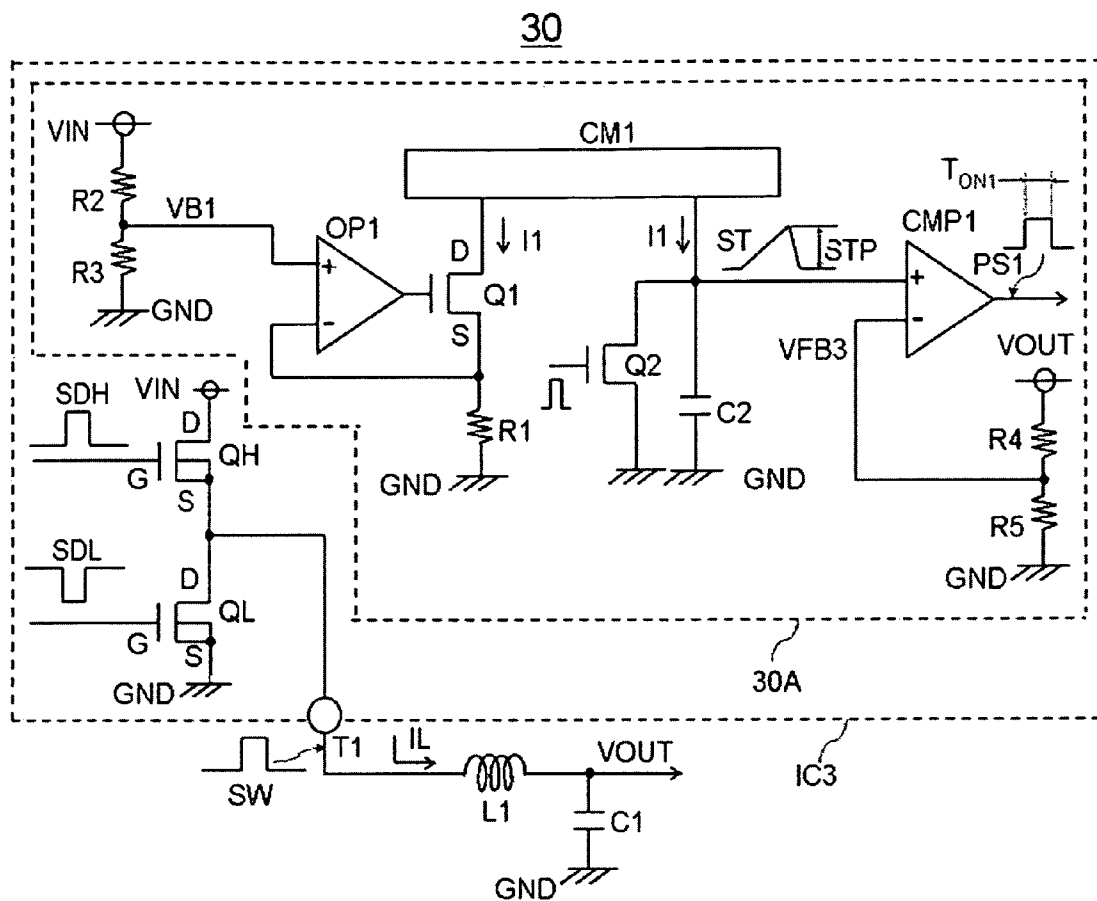 30
VIN
R2
VB1
R3
GND
OP1
+
-
D
Q1
S
I1
CM1
I1
R1
GND
ST
STP
Q2
C2
GND
T_ON1
CMP1
+
-
PS1
VFB3
VOUT
R4
R5
GND
SDH
VIN
D
QH
G
S
SDL
D
QL
G
S
GND
30A
IC3
T1
SW
IL
L1
VOUT
C1
GND